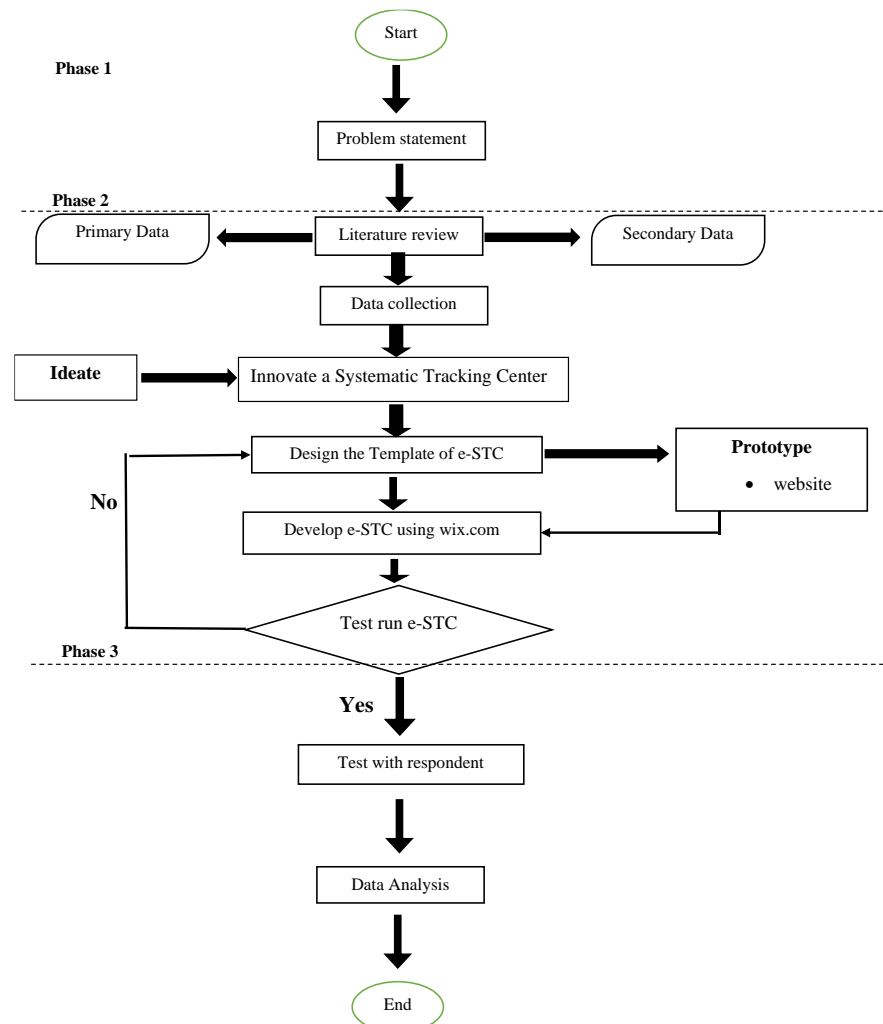 Start
Phase 1
Problem statement
Phase 2
Primary Data
Literature review
Secondary Data
Data collection
Ideate
Innovate a Systematic Tracking Center
Design the Template of e-STC
Prototype
• website
No
Develop e-STC using wix.com
Test run e-STC
Phase 3
Yes
Test with respondent
Data Analysis
End